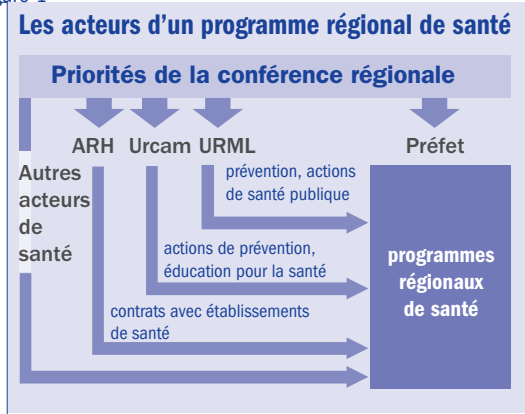 Les acteurs d'un programme régional de santé
Priorités de la conférence régionale
ARH Urcam URML Préfet
Autres
acteurs
de
santé
prévention, actions
de santé publique
actions de prévention,
éducation pour la santé
contrats avec établissements
de santé
programmes
régionaux
de santé